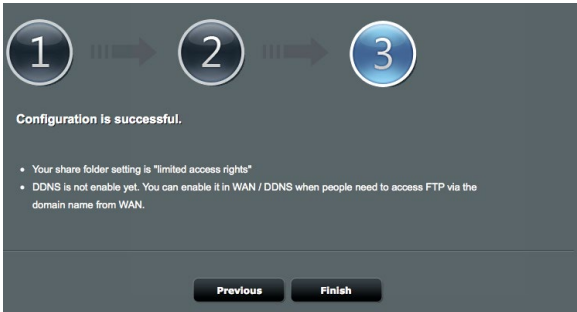 1 2 3
Configuration is successful.
Your share folder setting is "limited access rights"
DDNS is not enable yet. You can enable it in WAN / DDNS when people need to access FTP via the
domain name from WAN.
Previous Finish